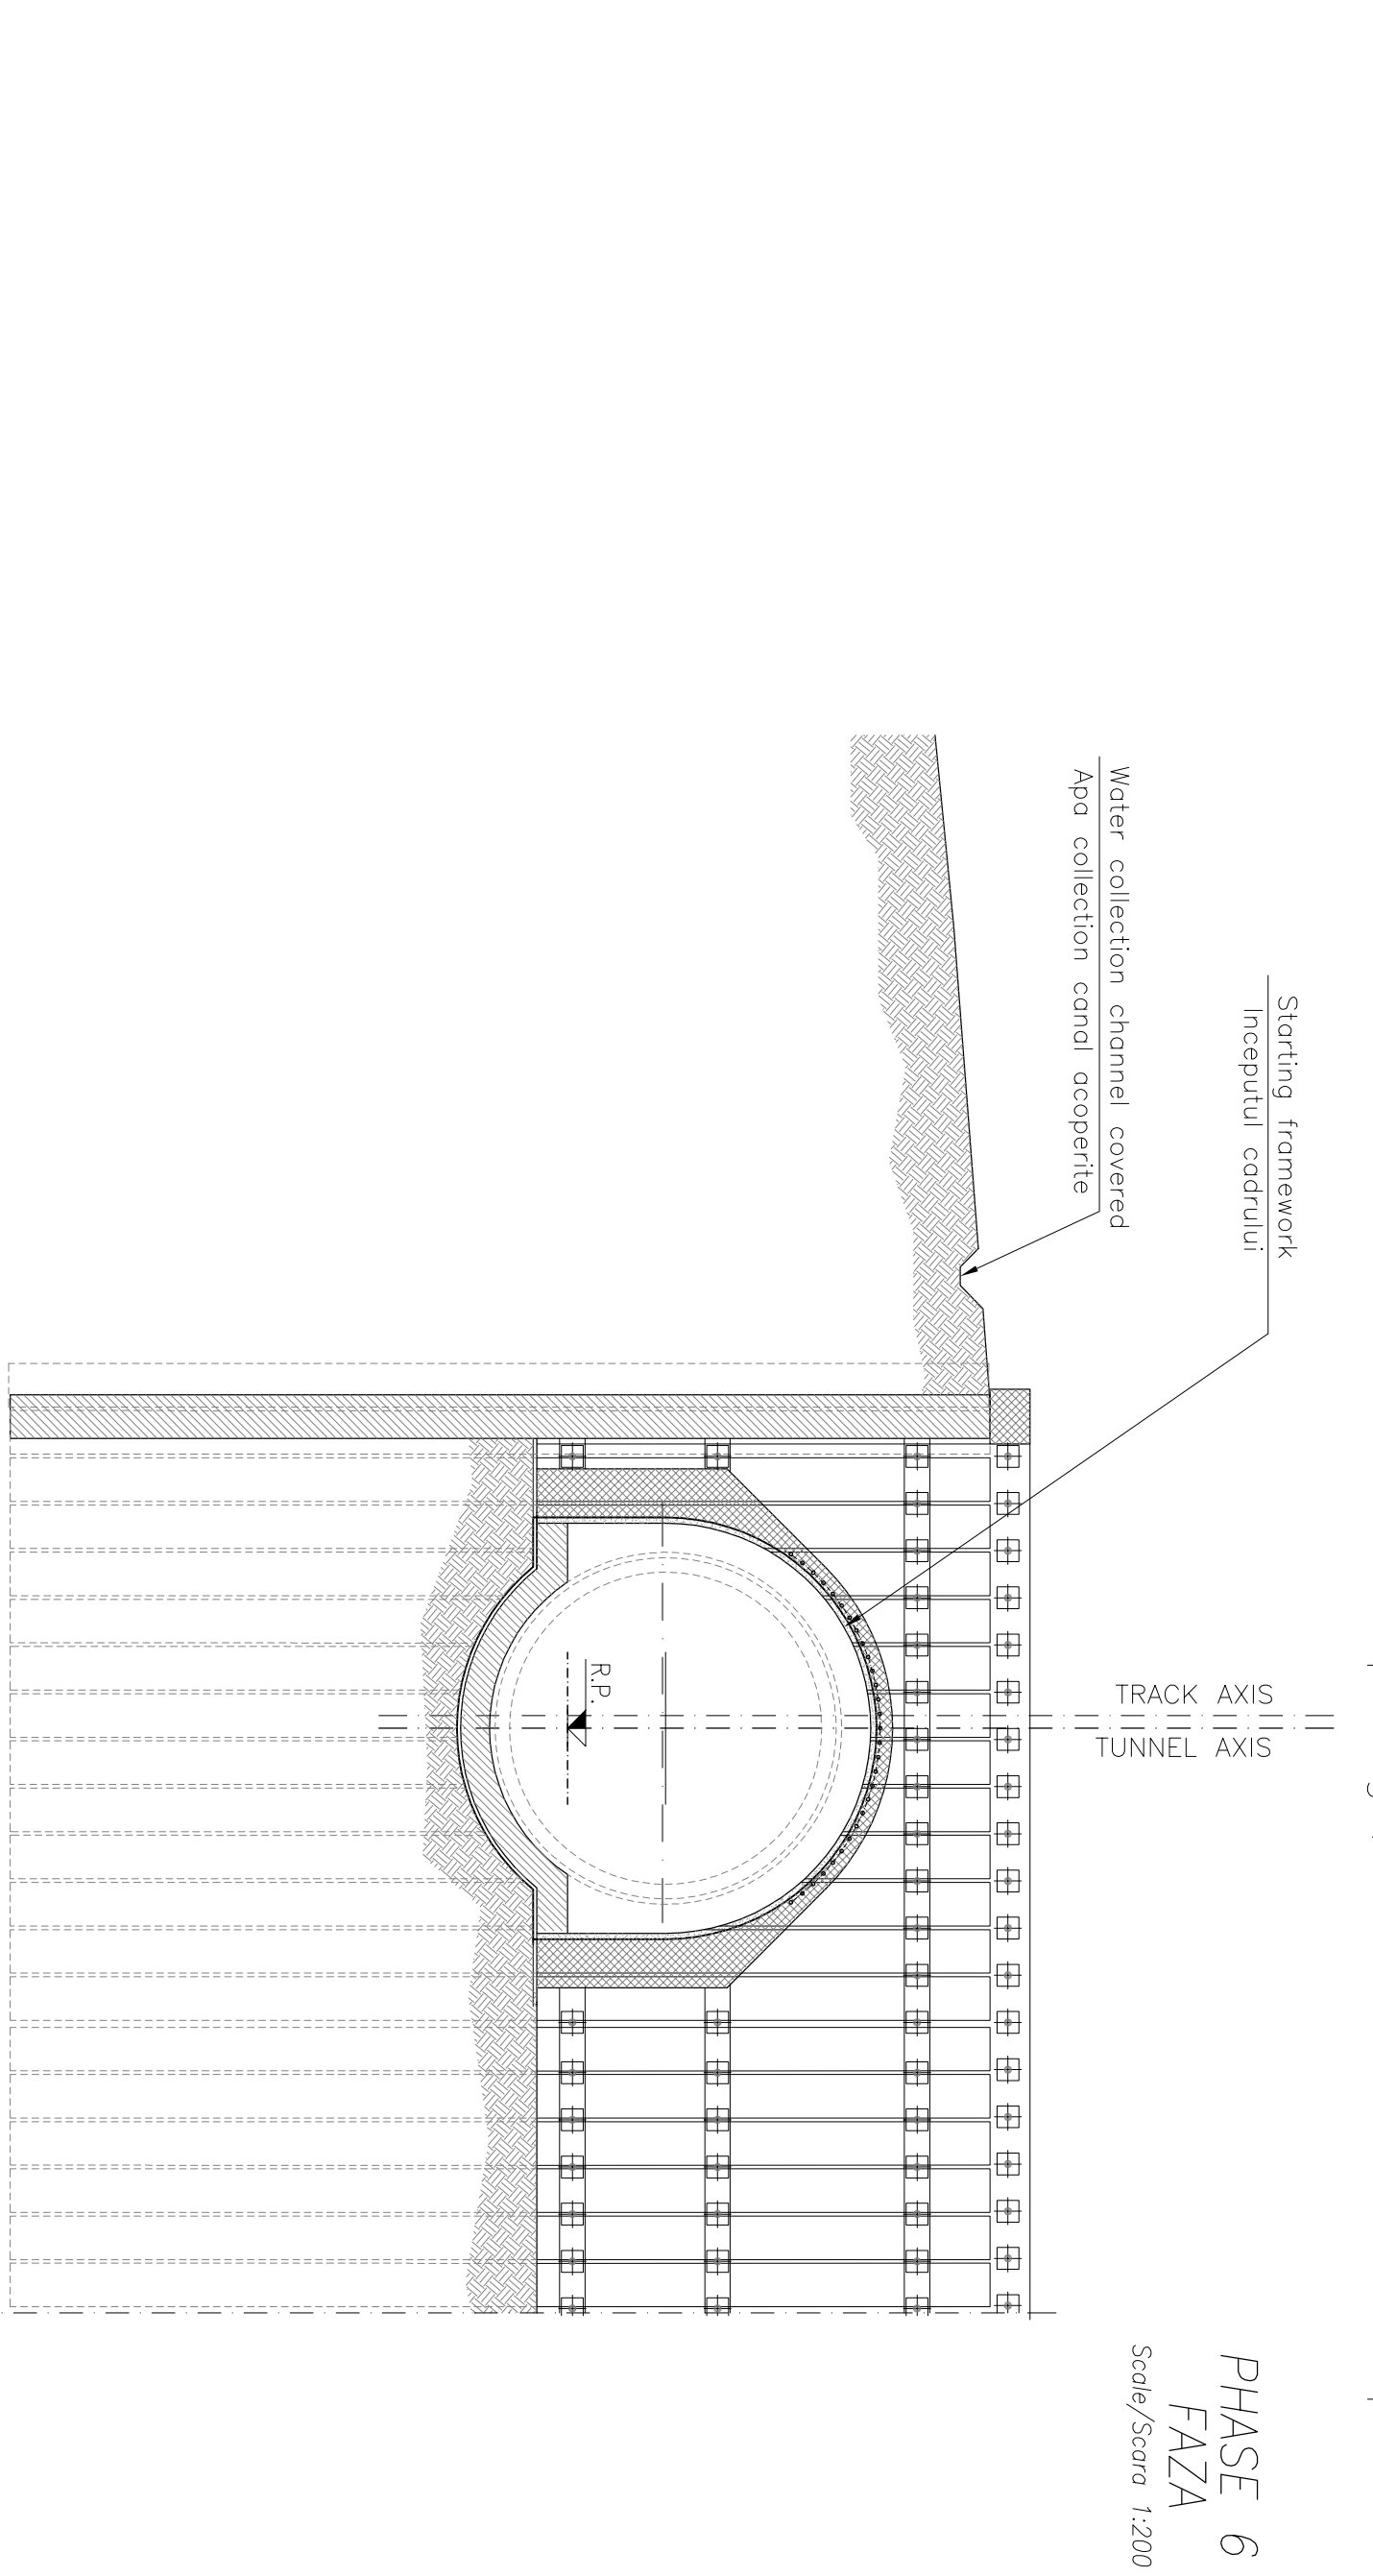 PHASE 6
FAZA
Scale/Scara 1:200
Starting framework
Inceputul cadrului
Water collection channel covered
Apa collection canal acoperite
TRACK AXIS
TUNNEL AXIS
R.P.